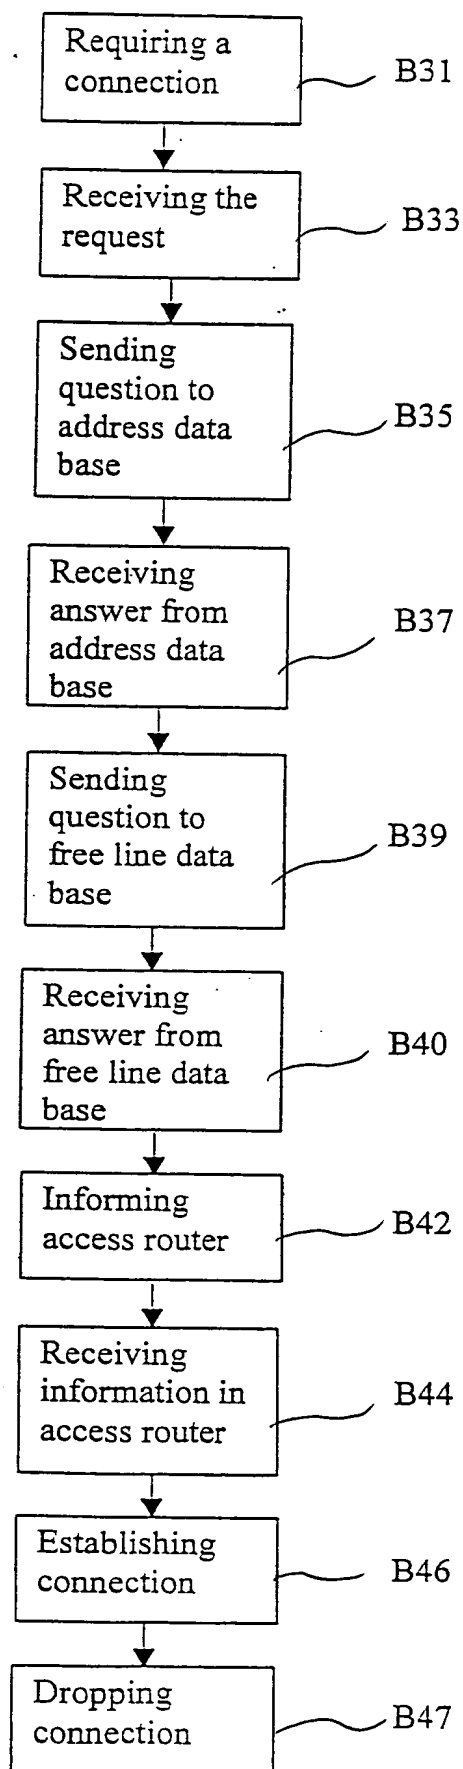 Requiring a
connection
B31
Receiving the
request
B33
Sending
question to
address data
base
B35
Receiving
answer from
address data
base
B37
Sending
question to
free line data
base
B39
Receiving
answer from
free line data
base
B40
Informing
access router
B42
Receiving
information in
access router
B44
Establishing
connection
B46
Dropping
connection
B47